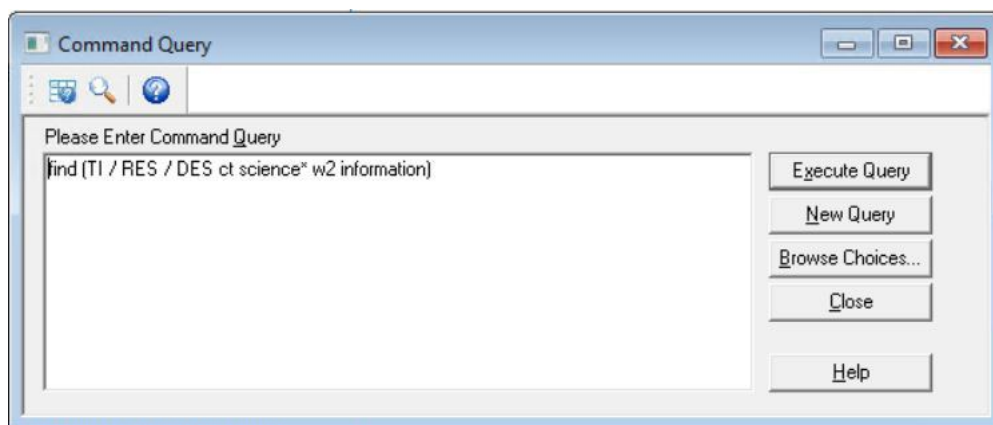 Command Query
Please Enter Command Query
find (TI / RES / DES ct science* w2 information)
Execute Query
New Query
Browse Choices...
Close
Help